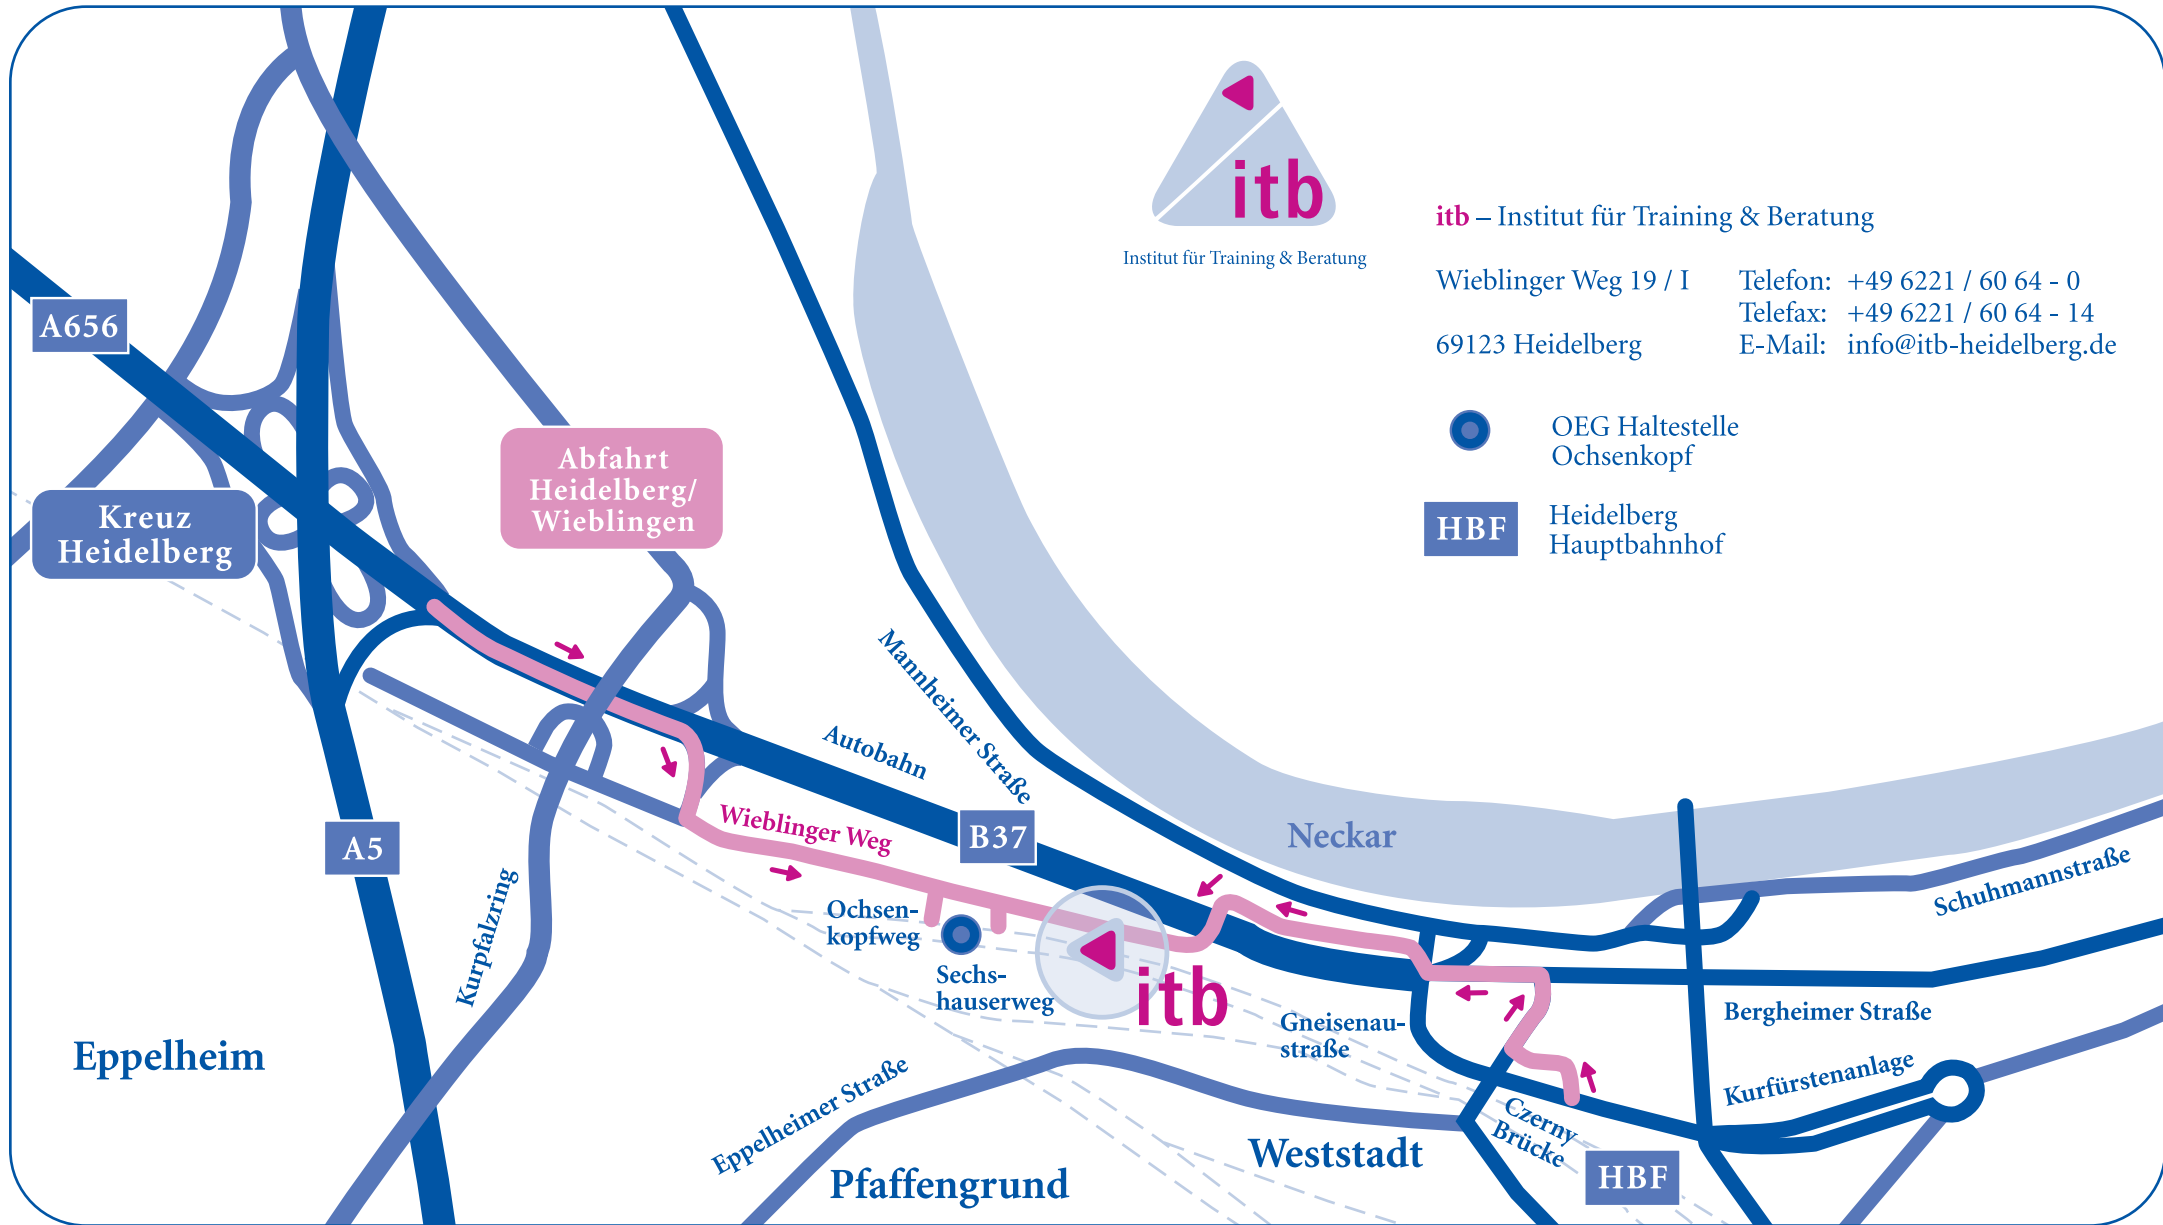 itb
Institut für Training & Beratung
itb – Institut für Training & Beratung
Wieblinger Weg 19 / I
69123 Heidelberg
Telefon: +49 6221 / 60 64 - 0
Telefax: +49 6221 / 60 64 - 14
E-Mail: info@itb-heidelberg.de
OEG Haltestelle
Ochsenkopf
HBF
Heidelberg
Hauptbahnhof
A656
Kreuz
Heidelberg
Abfahrt
Heidelberg/
Wieblingen
Mannheimer Straße
Autobahn
Wieblinger Weg
B37
Neckar
A5
Kurpfalzring
Ochsen-
kopfweg
Sechs-
hauserweg
itb
Schuhmannstraße
Bergheimer Straße
Gneisenau-
straße
Kurfürstenanlage
Eppelheim
Eppelheimer Straße
Czerny
Brücke
Weststadt
Pfaffengrund
HBF